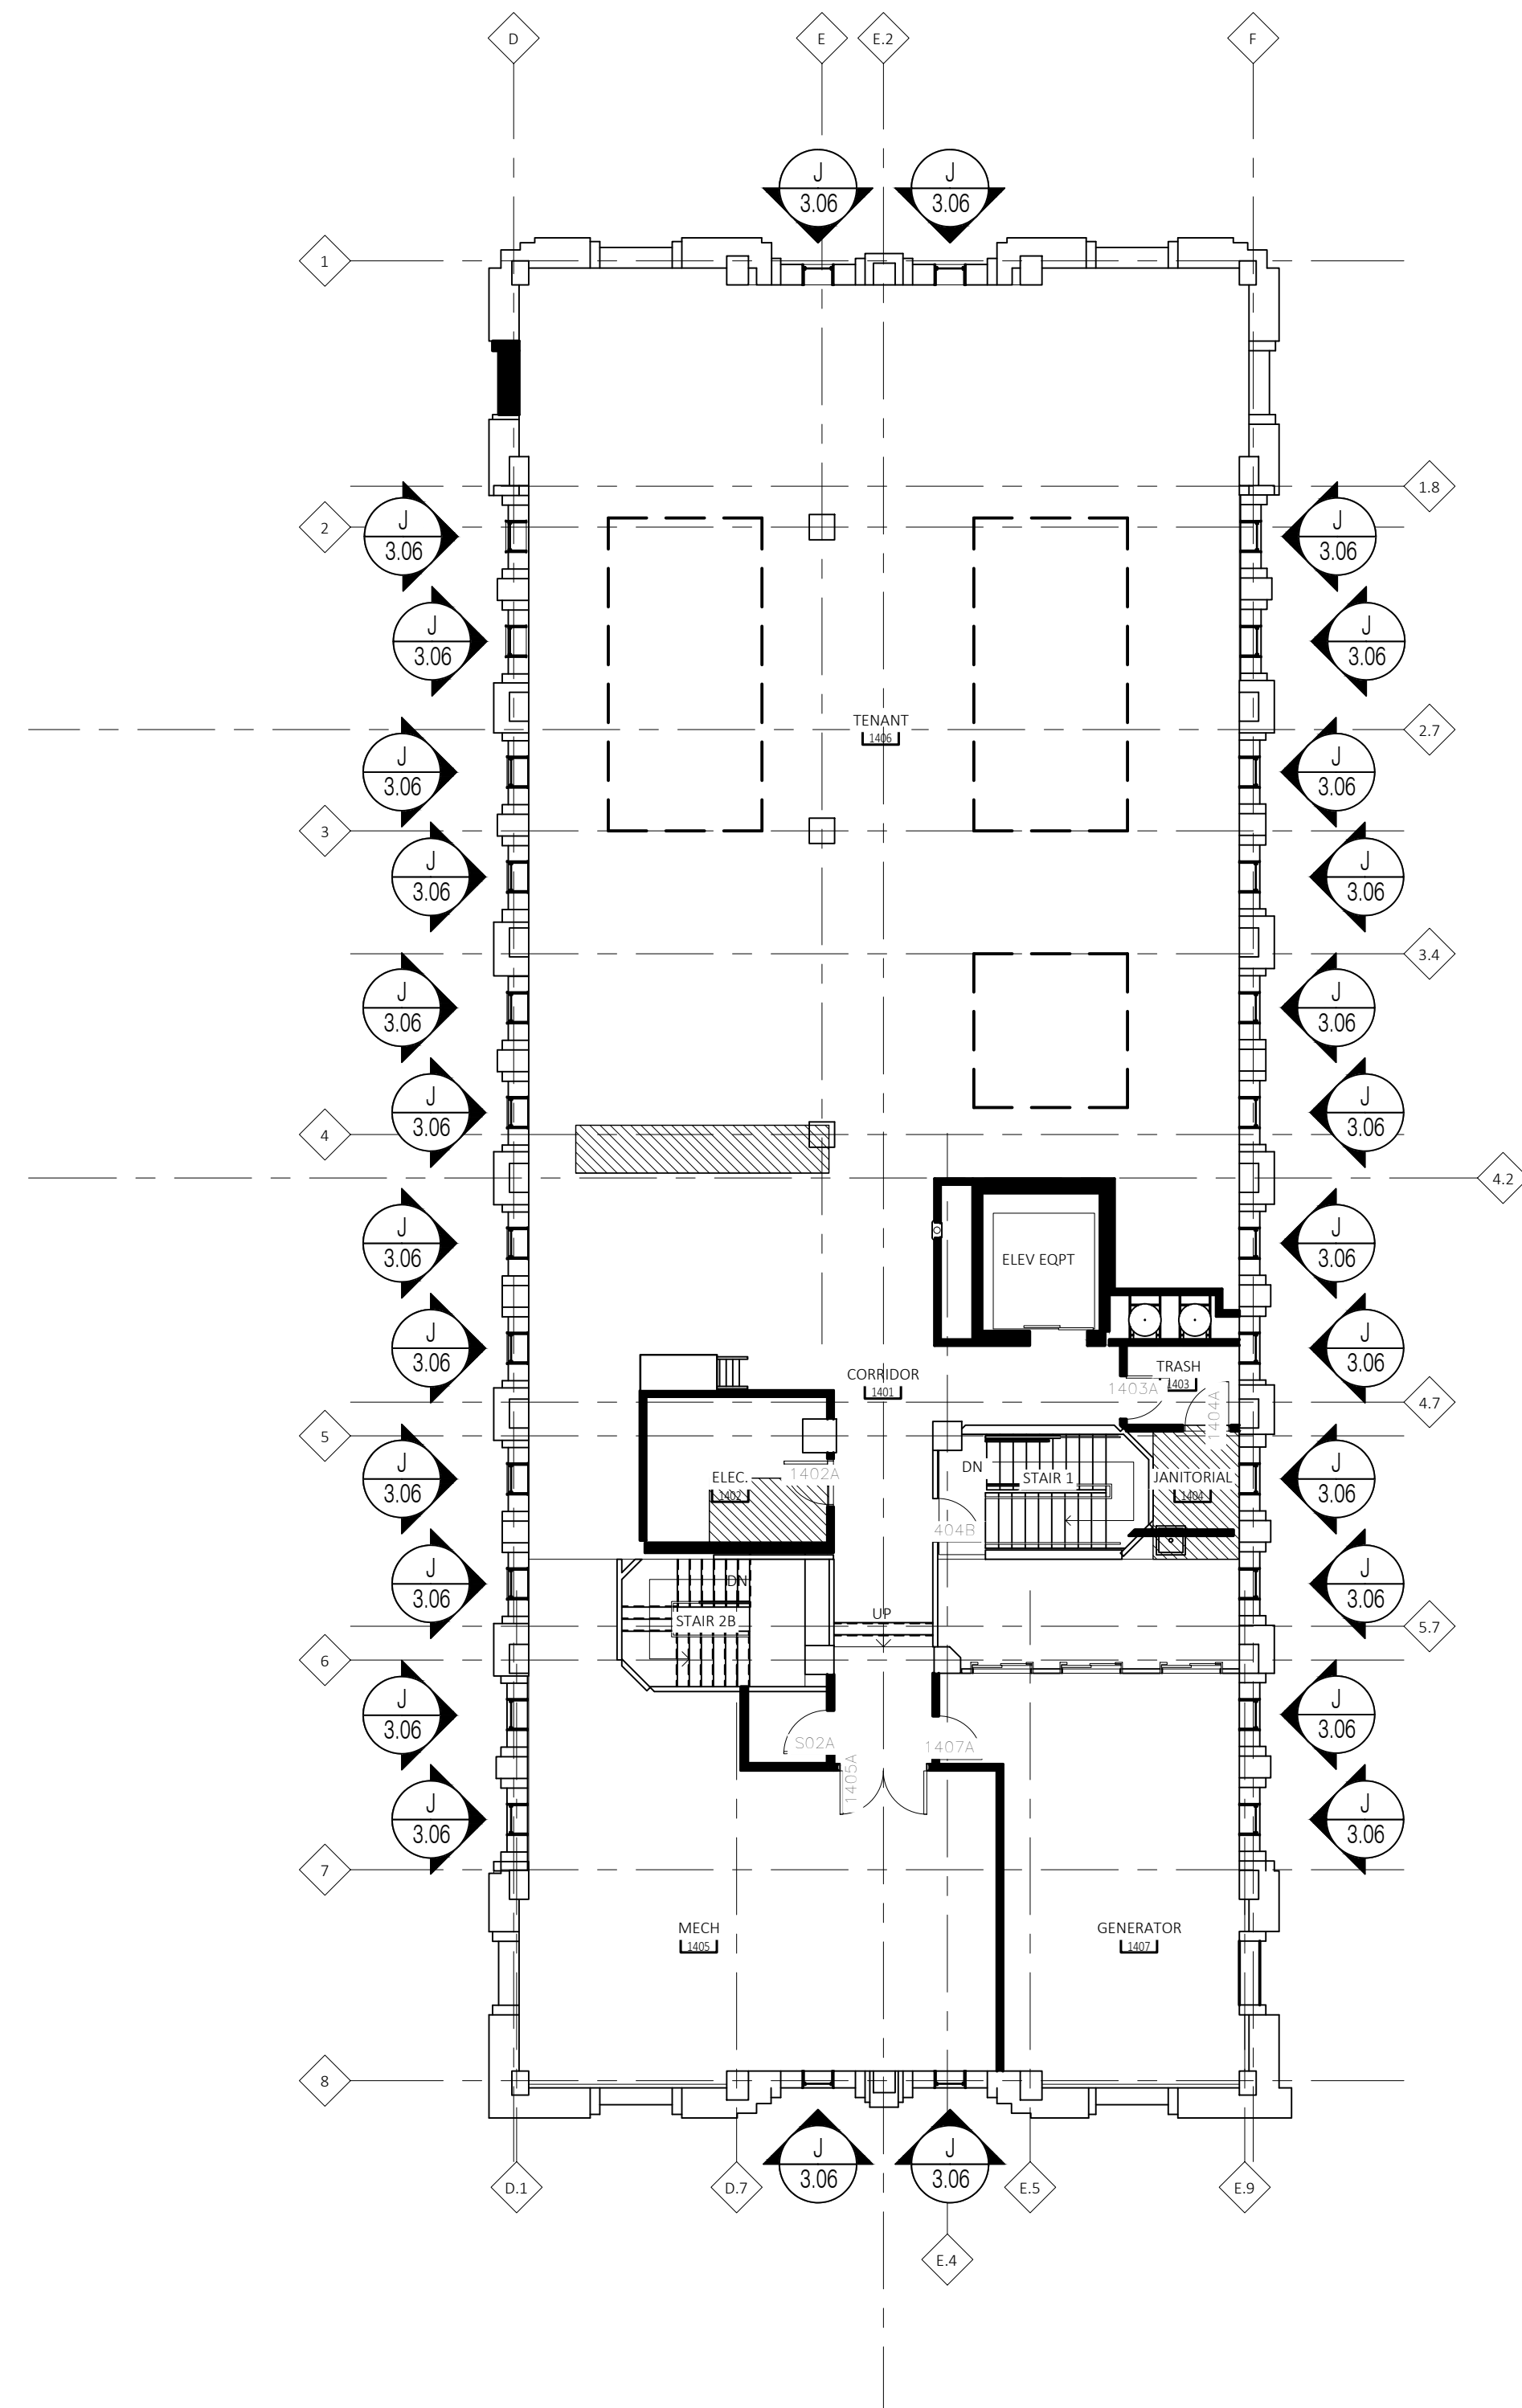 D
E
E.2
F
J
3.06
J
3.06
1
1.8
2
J
3.06
J
3.06
J
3.06
J
3.06
TENANT
1406
2.7
J
3.06
J
3.06
3
J
3.06
J
3.06
3.4
J
3.06
J
3.06
J
3.06
J
3.06
4
4.2
J
3.06
J
3.06
ELEV EQPT
J
3.06
J
3.06
TRASH
1403
CORRIDOR
1401
1403A
1404A
4.7
5
J
3.06
ELEC.
1402
1402A
DN
STAIR 1
JANITORIAL
1404
J
3.06
404B
J
3.06
DN
J
3.06
STAIR 2B
UP
5.7
6
J
3.06
J
3.06
S02A
1407A
1405A
J
3.06
J
3.06
7
MECH
1405
GENERATOR
1407
8
J
3.06
J
3.06
D.1
D.7
E.5
E.9
E.4